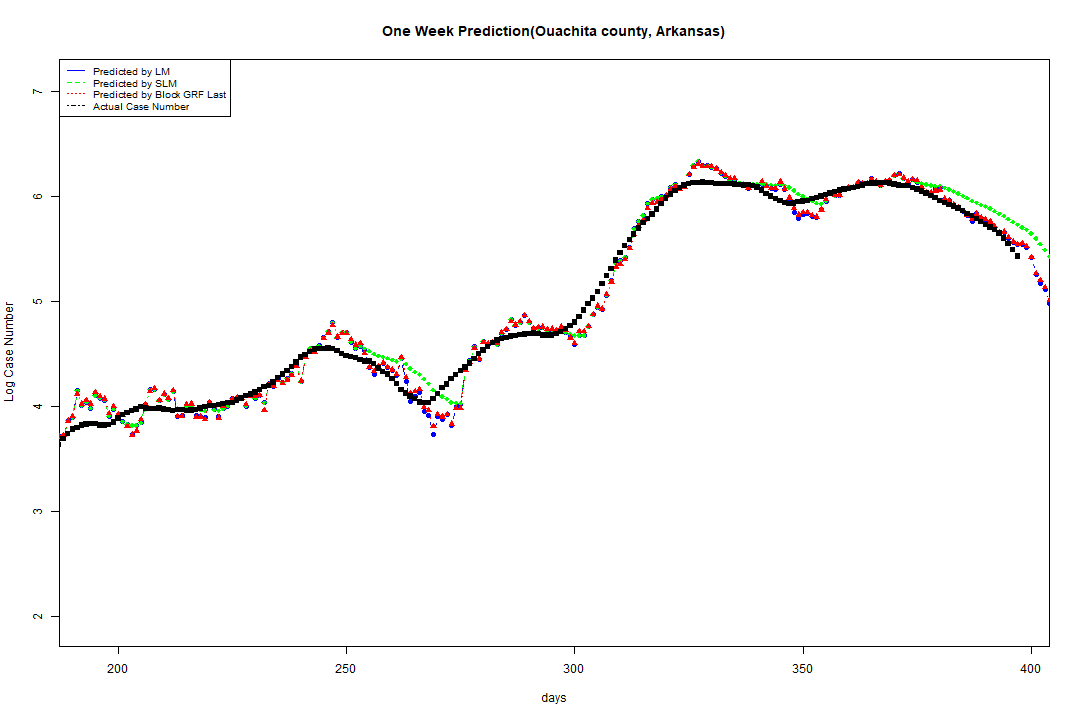 One Week Prediction(Ouachita county, Arkansas)
Predicted by LM
Predicted by SLM
Predicted by Block GRF Last
Actual Case Number
7
6
5
4
3
2
Log Case Number
200 250 300 350 400
days